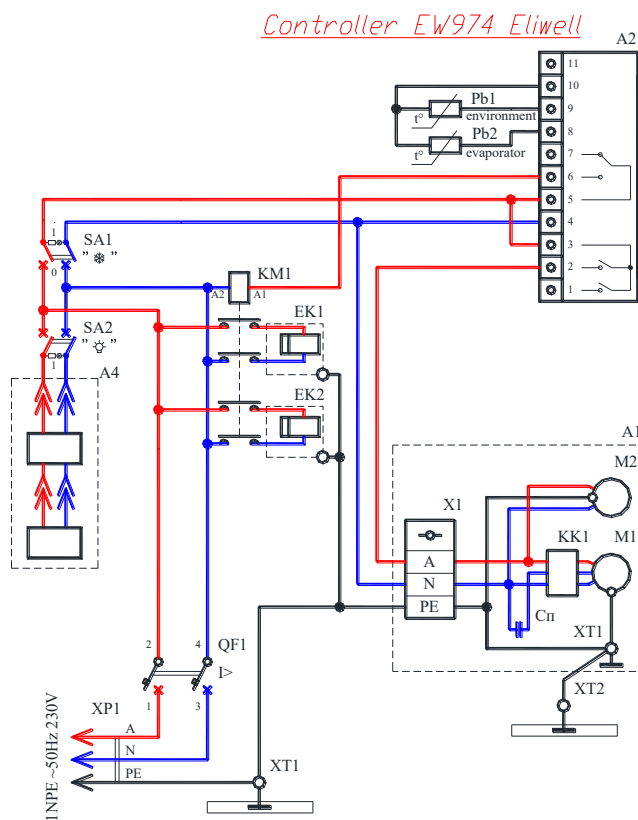 Controller EW974 Eliwell
A2
11
10
Pb1
9
t° environment
Pb2
8
t° evaporator
7
6
5
4
3
2
1
1
SA1
" ❄ "
0
KM1
A2 A1
EK1
SA2
" "
1
A4
EK2
A1
M2
X1
A
KK1
M1
N
PE
Cп
XT1
XT2
2
4
QF1
I>
1
3
XP1
A
N
PE
XT1
1NPE ~50Hz 230V